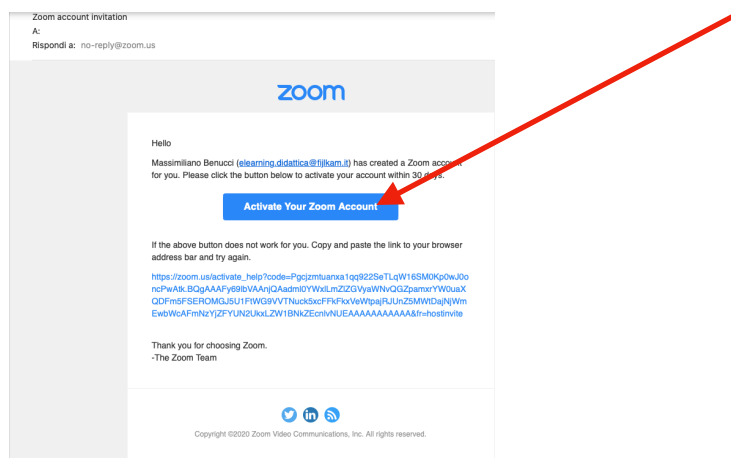 Zoom account invitation
A:
Rispondi a: no-reply@zoom.us
zoom
Hello
Massimiliano Benucci (elearning.didattica@fijlkam.it) has created a Zoom account
for you. Please click the button below to activate your account within 30 days.
Activate Your Zoom Account
If the above button does not work for you. Copy and paste the link to your browser
address bar and try again.
https://zoom.us/activate_help?code=Pgcjzmtuanxa1qq922SeTLqW16SM0Kp0wJ0o
ncPwAtk.BQgAAAFy69lbVAAnjQAadml0YWxlLmZlZGVyaWNvQGZpamxrYW0uaX
QDFm5FSEROMGJ5U1FtWG9VVTNuck5xcFFkFkxVeWtpajRJUnZ5MWtDajNjWm
EwbWcAFmNzYjZFYUN2UkxLZW1BNkZEcnlvNUEAAAAAAAAAAA&fr=hostinvite
Thank you for choosing Zoom.
-The Zoom Team
in
Copyright ©2020 Zoom Video Communications, Inc. All rights reserved.